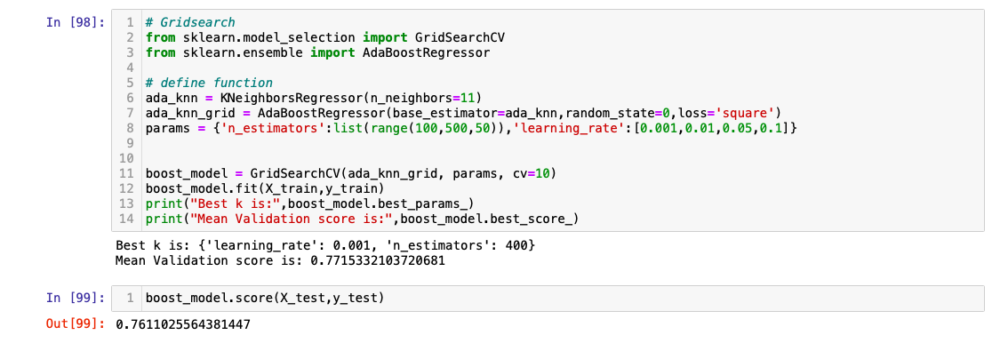 In [98]:
1 # Gridsearch
2 from sklearn.model_selection import GridSearchCV
3 from sklearn.ensemble import AdaBoostRegressor
4
5 # define function
6 ada_knn = KNeighborsRegressor(n_neighbors=11)
7 ada_knn_grid = AdaBoostRegressor(base_estimator=ada_knn,random_state=0,loss='square')
8 params = {'n_estimators':list(range(100,500,50)),'learning_rate':[0.001,0.01,0.05,0.1]}
9
10
11 boost_model = GridSearchCV(ada_knn_grid, params, cv=10)
12 boost_model.fit(X_train,y_train)
13 print("Best k is:",boost_model.best_params_)
14 print("Mean Validation score is:",boost_model.best_score_)
Best k is: {'learning_rate': 0.001, 'n_estimators': 400}
Mean Validation score is: 0.7715332103720681
In [99]: 1 boost_model.score(X_test,y_test)
Out[99]: 0.7611025564381447